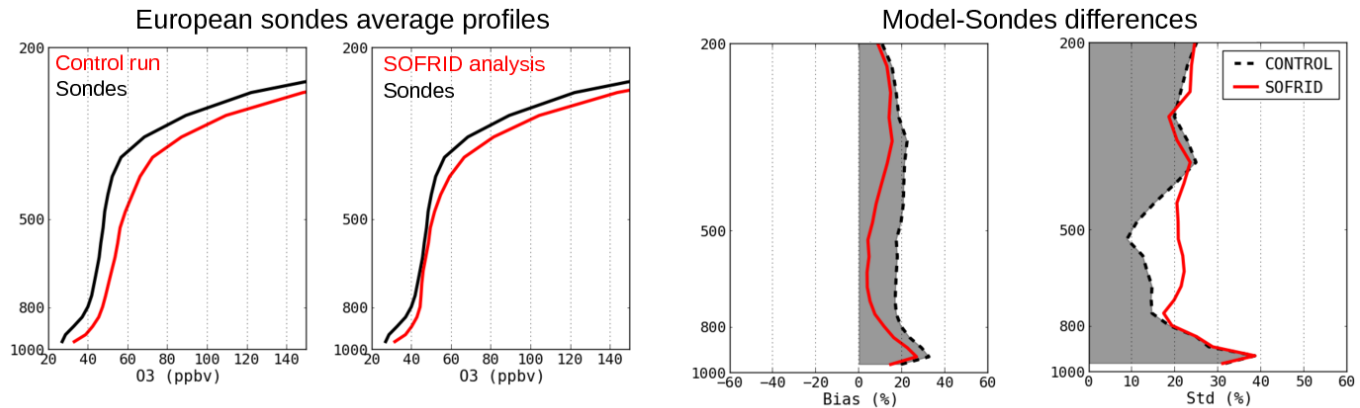 European sondes average profiles
Model-Sondes differences
Control run
Sondes
200
500
800
1000
20 40 60 80 100 120 140
O3 (ppbv)
SOFRID analysis
Sondes
200
500
800
1000
20 40 60 80 100 120 140
O3 (ppbv)
200
500
800
1000
−60 −40 −20 0 20 40 60
Bias (%)
CONTROL
SOFRID
200
500
800
1000
0 10 20 30 40 50 60
Std (%)